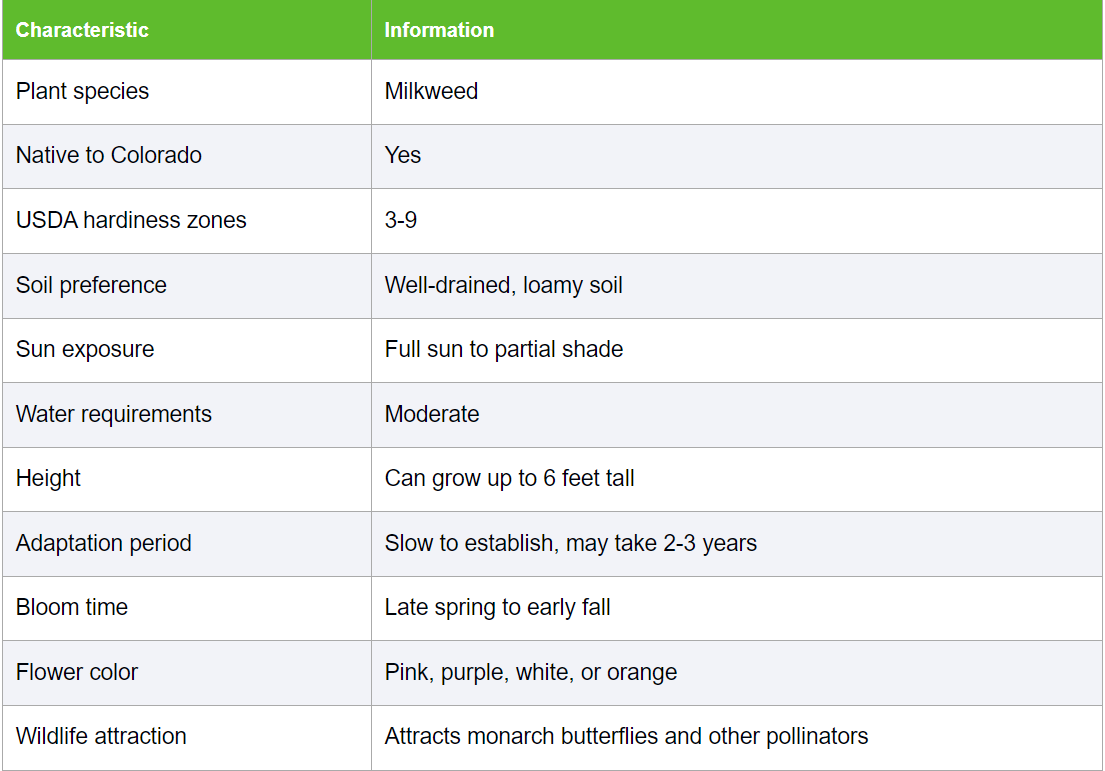 Characteristic Information
Plant species Milkweed
Native to Colorado Yes
USDA hardiness zones 3-9
Soil preference Well-drained, loamy soil
Sun exposure Full sun to partial shade
Water requirements Moderate
Height Can grow up to 6 feet tall
Adaptation period Slow to establish, may take 2-3 years
Bloom time Late spring to early fall
Flower color Pink, purple, white, or orange
Wildlife attraction Attracts monarch butterflies and other pollinators